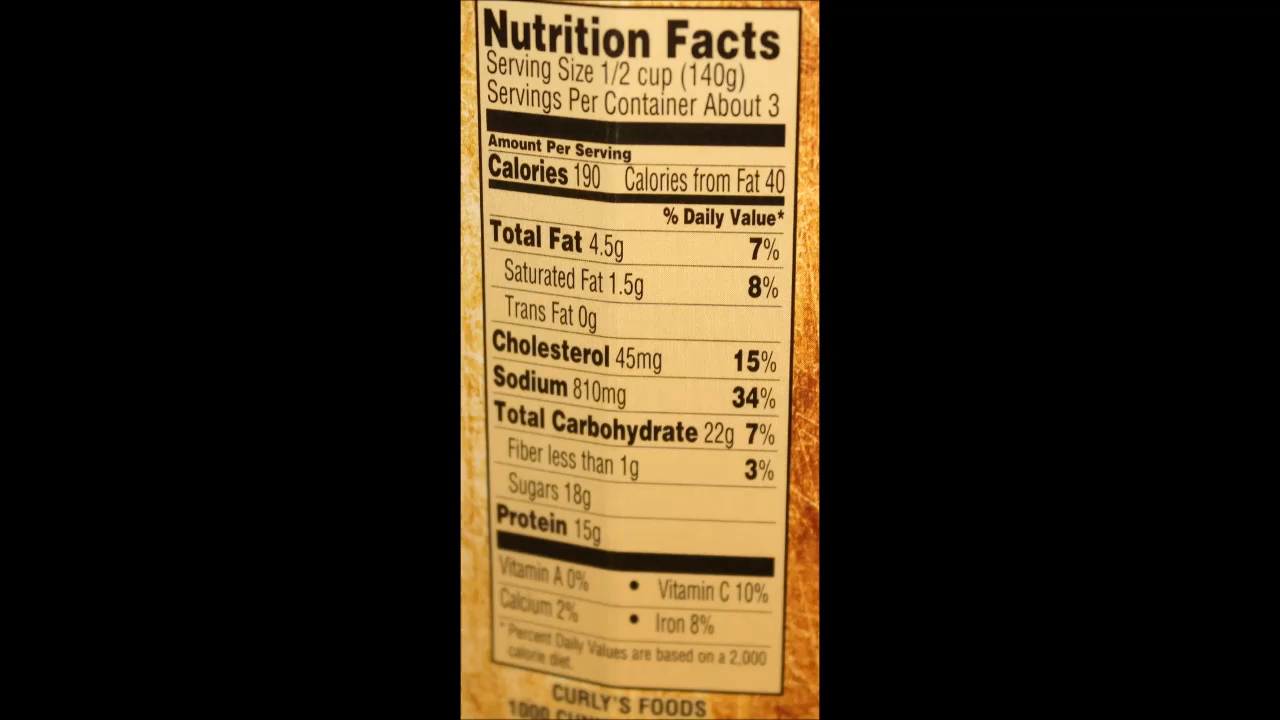 Nutrition Facts
Serving Size 1/2 cup (140g)
Servings Per Container About 3
Amount Per Serving
Calories 190 Calories from Fat 40
% Daily Value*
Total Fat 4.5g 7%
Saturated Fat 1.5g 8%
Trans Fat 0g
Cholesterol 45mg 15%
Sodium 810mg 34%
Total Carbohydrate 22g 7%
Fiber less than 1g 3%
Sugars 18g
Protein 15g
Vitamin A 0% • Vitamin C 10%
Calcium 2% • Iron 8%
*Percent Daily Values are based on a 2,000
calorie diet.
CURLY'S FOODS
1000